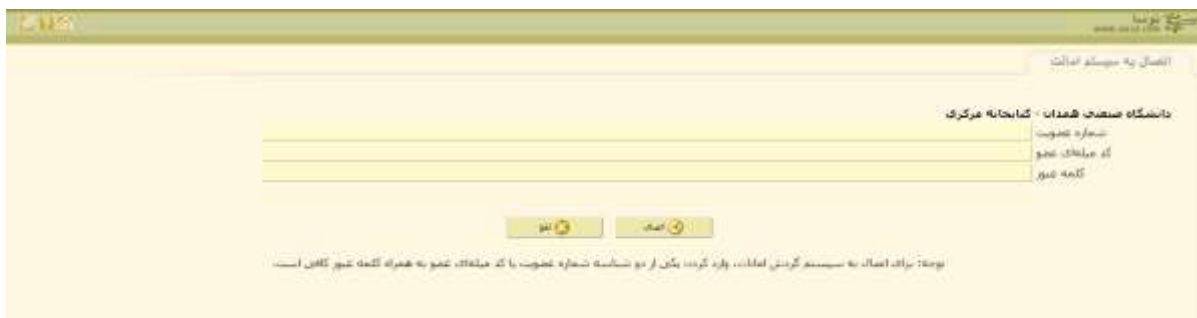 نوسا
اتصال به سیستم امانت
دانشگاه صنعتی همدان - کتابخانه مرکزی
شماره عضویت
کد میله‌ای عضو
کلمه عبور
اتصال
لغو
توجه: برای اتصال به سیستم گردش امانات، وارد کردن یکی از دو شناسه شماره عضویت یا کد میله‌ای عضو به همراه کلمه عبور کافی است.